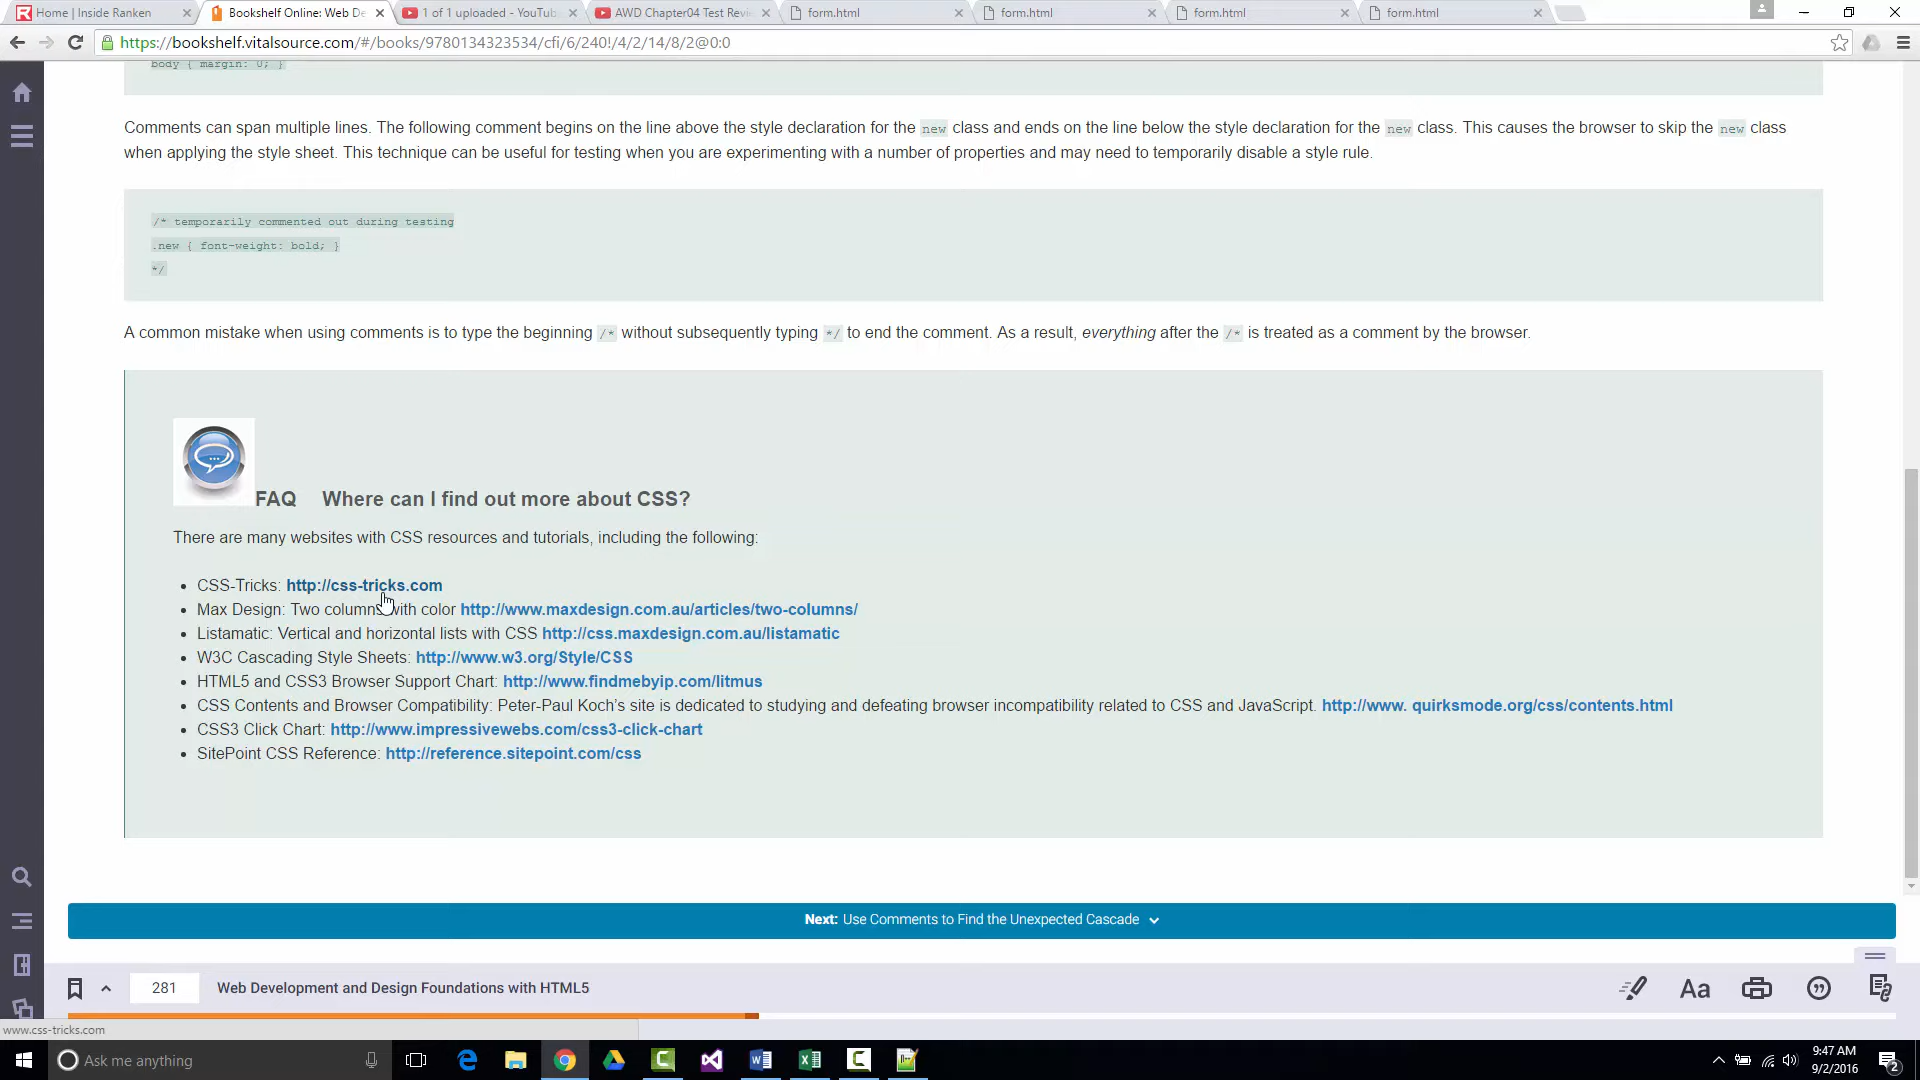 Home | Inside Ranken
Bookshelf Online: Web De
1 of 1 uploaded - YouTub
AWD Chapter04 Test Revi
form.html
form.html
form.html
form.html
https://bookshelf.vitalsource.com/#/books/9780134323534/cfi/6/240!/4/2/14/8/2@0:0
body { margin: 0; }
Comments can span multiple lines. The following comment begins on the line above the style declaration for the new class and ends on the line below the style declaration for the new class. This causes the browser to skip the new class
when applying the style sheet. This technique can be useful for testing when you are experimenting with a number of properties and may need to temporarily disable a style rule.
/* temporarily commented out during testing
.new { font-weight: bold; }
*/
A common mistake when using comments is to type the beginning /* without subsequently typing */ to end the comment. As a result, everything after the /* is treated as a comment by the browser.
FAQ Where can I find out more about CSS?
There are many websites with CSS resources and tutorials, including the following:
• CSS-Tricks: http://css-tricks.com
• Max Design: Two columns with color http://www.maxdesign.com.au/articles/two-columns/
• Listamatic: Vertical and horizontal lists with CSS http://css.maxdesign.com.au/listamatic
• W3C Cascading Style Sheets: http://www.w3.org/Style/CSS
• HTML5 and CSS3 Browser Support Chart: http://www.findmebyip.com/litmus
• CSS Contents and Browser Compatibility: Peter-Paul Koch's site is dedicated to studying and defeating browser incompatibility related to CSS and JavaScript. http://www. quirksmode.org/css/contents.html
• CSS3 Click Chart: http://www.impressivewebs.com/css3-click-chart
• SitePoint CSS Reference: http://reference.sitepoint.com/css
Next: Use Comments to Find the Unexpected Cascade
281
Web Development and Design Foundations with HTML5
Aa
www.css-tricks.com
Ask me anything
9:47 AM
9/2/2016
2